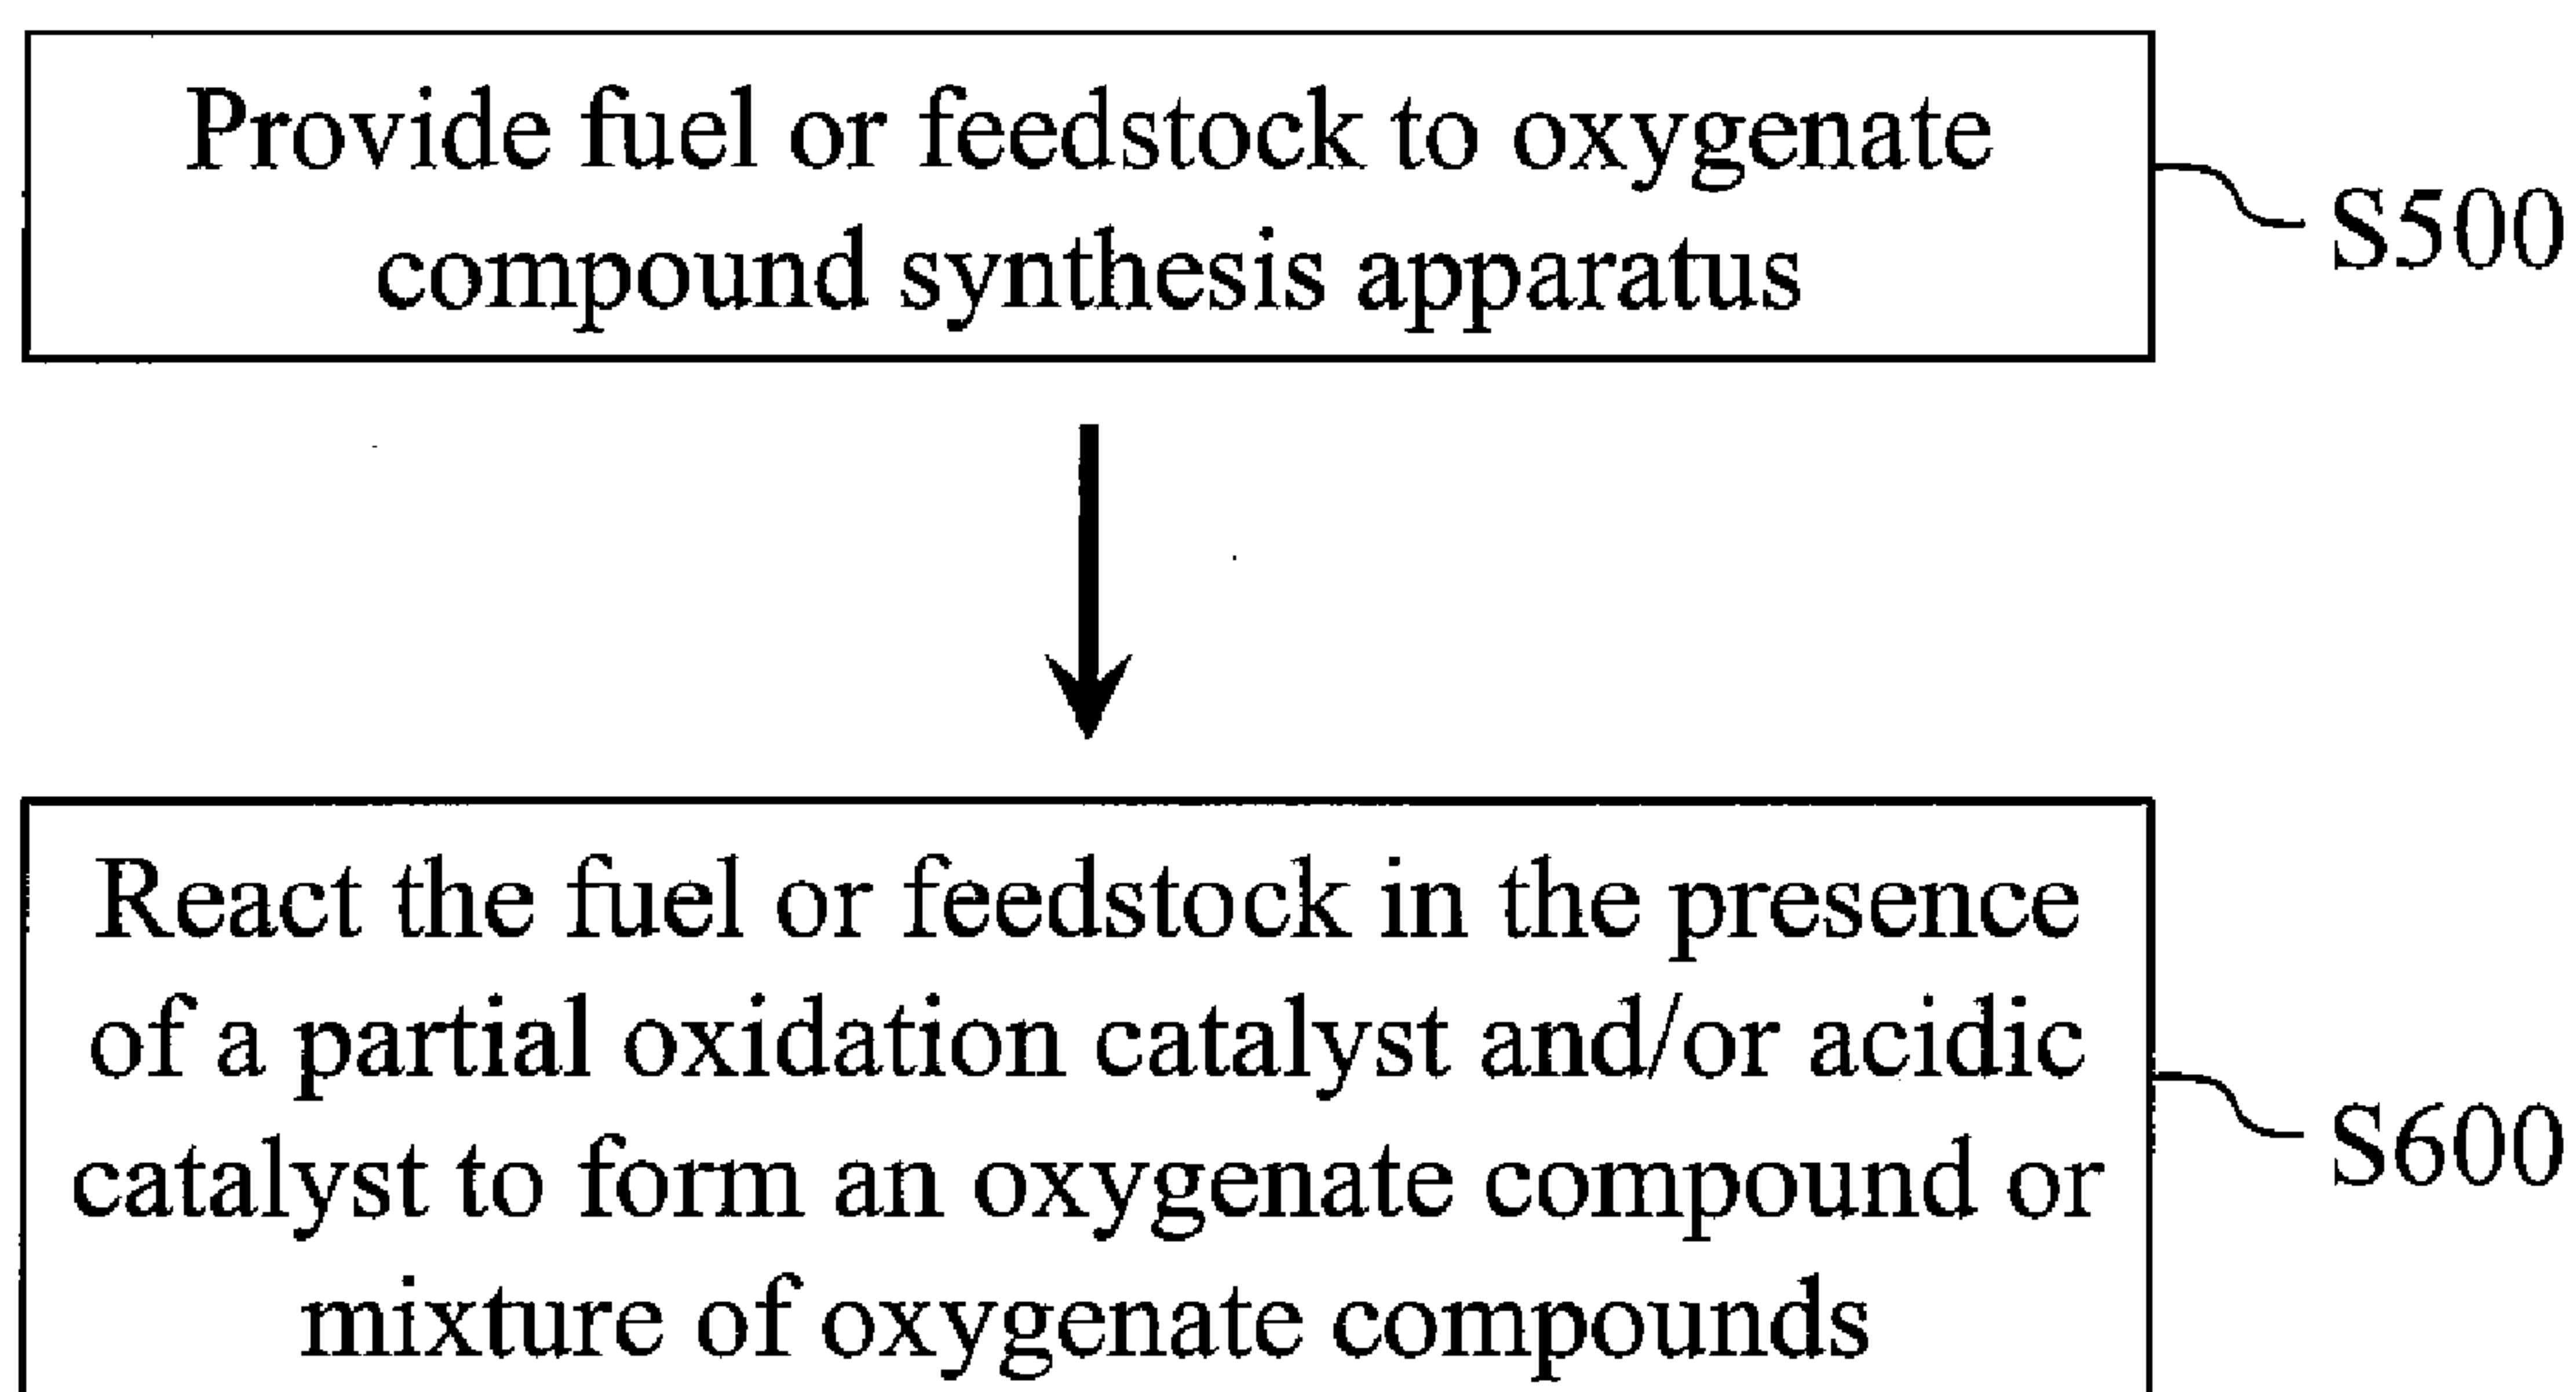 Provide fuel or feedstock to oxygenate
compound synthesis apparatus
S500
React the fuel or feedstock in the presence
of a partial oxidation catalyst and/or acidic
catalyst to form an oxygenate compound or
mixture of oxygenate compounds
S600